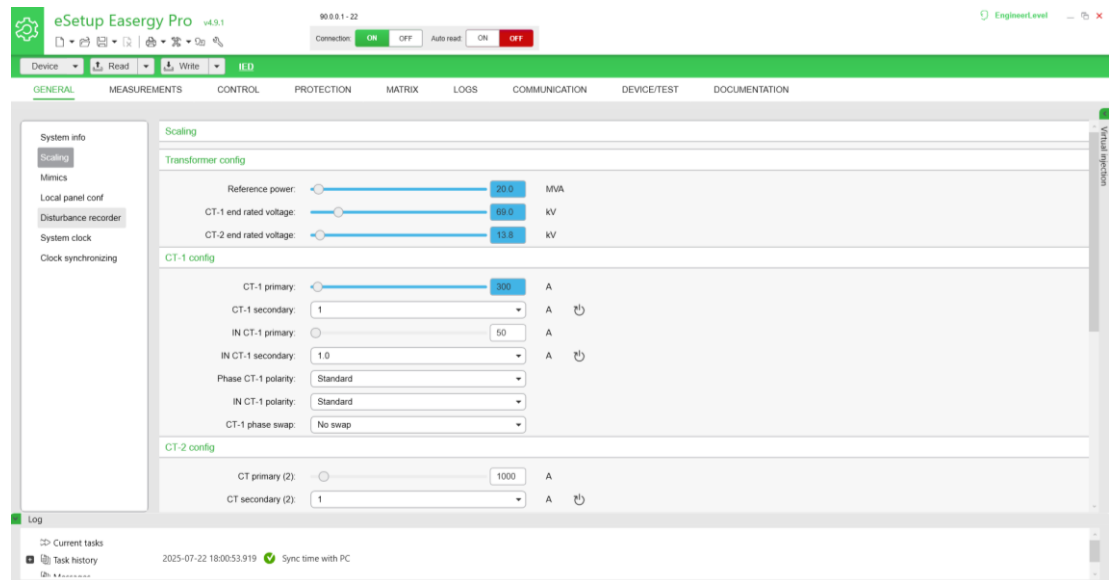 eSetup Easergy Pro v4.9.1
90.0.0.1 - 22
EngineerLevel
Connection: ON OFF Auto read: ON OFF
Device Read Write IED
GENERAL MEASUREMENTS CONTROL PROTECTION MATRIX LOGS COMMUNICATION DEVICE/TEST DOCUMENTATION
System info
Scaling
Mimics
Local panel conf
Disturbance recorder
System clock
Clock synchronizing
Scaling
Transformer config
Reference power: 20.0 MVA
CT-1 end rated voltage: 69.0 kV
CT-2 end rated voltage: 13.8 kV
CT-1 config
CT-1 primary: 300 A
CT-1 secondary: 1 A
IN CT-1 primary: 50 A
IN CT-1 secondary: 1.0 A
Phase CT-1 polarity: Standard
IN CT-1 polarity: Standard
CT-1 phase swap: No swap
CT-2 config
CT primary (2): 1000 A
CT secondary (2): 1 A
Virtual injection
Log
Current tasks
Task history
2025-07-22 18:00:53.919 Sync time with PC